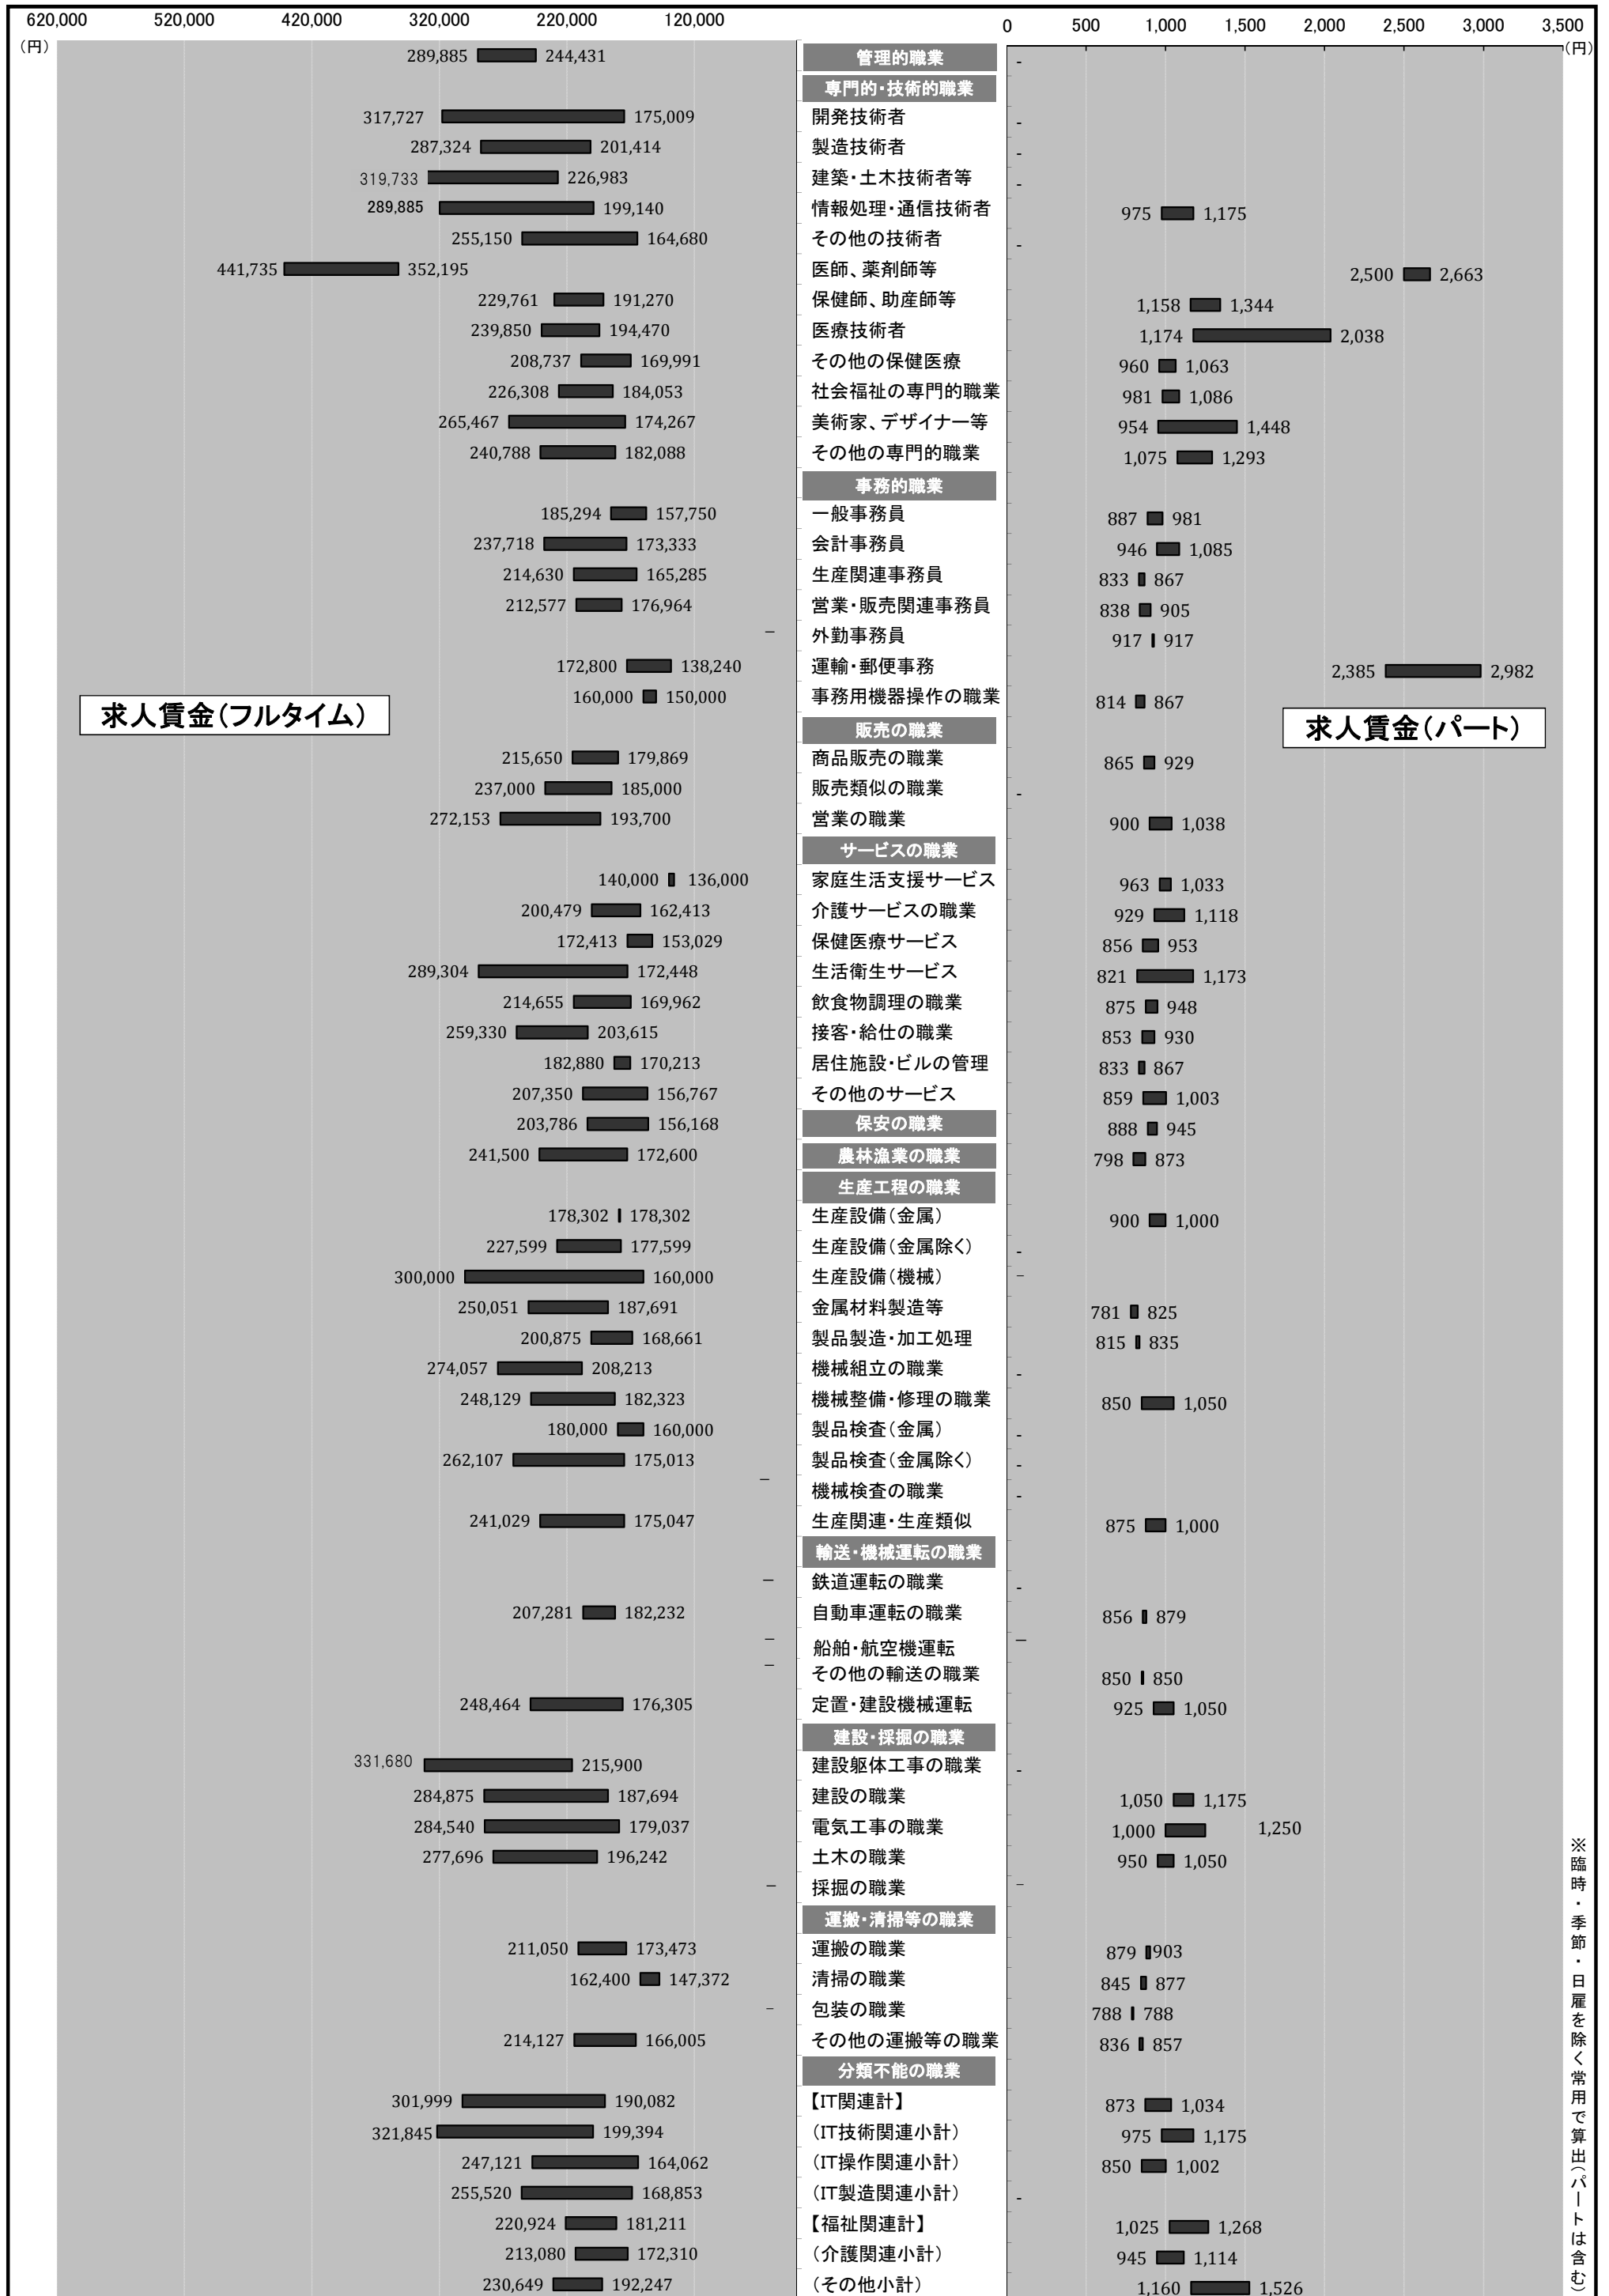 620,000 520,000 420,000 320,000 220,000 120,000 0 500 1,000 1,500 2,000 2,500 3,000 3,500
(円) (円)
289,885 244,431 管理的職業 -
専門的・技術的職業
317,727 175,009 開発技術者 -
287,324 201,414 製造技術者 -
319,733 226,983 建築・土木技術者等 -
289,885 199,140 情報処理・通信技術者 975 1,175
255,150 164,680 その他の技術者 -
441,735 352,195 医師、薬剤師等 2,500 2,663
229,761 191,270 保健師、助産師等 1,158 1,344
239,850 194,470 医療技術者 1,174 2,038
208,737 169,991 その他の保健医療 960 1,063
226,308 184,053 社会福祉の専門的職業 981 1,086
265,467 174,267 美術家、デザイナー等 954 1,448
240,788 182,088 その他の専門的職業 1,075 1,293
事務的職業
185,294 157,750 一般事務員 887 981
237,718 173,333 会計事務員 946 1,085
214,630 165,285 生産関連事務員 833 867
212,577 176,964 営業・販売関連事務員 838 905
– 外勤事務員 917 917
172,800 138,240 運輸・郵便事務 2,385 2,982
160,000 150,000 事務用機器操作の職業 814 867
求人賃金(フルタイム) 求人賃金(パート)
販売の職業
215,650 179,869 商品販売の職業 865 929
237,000 185,000 販売類似の職業 -
272,153 193,700 営業の職業 900 1,038
サービスの職業
140,000 136,000 家庭生活支援サービス 963 1,033
200,479 162,413 介護サービスの職業 929 1,118
172,413 153,029 保健医療サービス 856 953
289,304 172,448 生活衛生サービス 821 1,173
214,655 169,962 飲食物調理の職業 875 948
259,330 203,615 接客・給仕の職業 853 930
182,880 170,213 居住施設・ビルの管理 833 867
207,350 156,767 その他のサービス 859 1,003
203,786 156,168 保安の職業 888 945
241,500 172,600 農林漁業の職業 798 873
生産工程の職業
178,302 178,302 生産設備(金属) 900 1,000
227,599 177,599 生産設備(金属除く) -
300,000 160,000 生産設備(機械) –
250,051 187,691 金属材料製造等 781 825
200,875 168,661 製品製造・加工処理 815 835
274,057 208,213 機械組立の職業 -
248,129 182,323 機械整備・修理の職業 850 1,050
180,000 160,000 製品検査(金属) -
262,107 175,013 製品検査(金属除く) -
– 機械検査の職業 -
241,029 175,047 生産関連・生産類似 875 1,000
輸送・機械運転の職業
– 鉄道運転の職業 -
207,281 182,232 自動車運転の職業 856 879
– 船舶・航空機運転 –
– その他の輸送の職業 850 850
248,464 176,305 定置・建設機械運転 925 1,050
建設・採掘の職業
331,680 215,900 建設躯体工事の職業 -
284,875 187,694 建設の職業 1,050 1,175
284,540 179,037 電気工事の職業 1,000 1,250
277,696 196,242 土木の職業 950 1,050
– 採掘の職業 –
運搬・清掃等の職業
211,050 173,473 運搬の職業 879 903
162,400 147,372 清掃の職業 845 877
– 包装の職業 788 788
214,127 166,005 その他の運搬等の職業 836 857
分類不能の職業
301,999 190,082 【IT関連計】 873 1,034
321,845 199,394 (IT技術関連小計) 975 1,175
247,121 164,062 (IT操作関連小計) 850 1,002
255,520 168,853 (IT製造関連小計) -
220,924 181,211 【福祉関連計】 1,025 1,268
213,080 172,310 (介護関連小計) 945 1,114
230,649 192,247 (その他小計) 1,160 1,526
※臨時・季節・日雇を除く常用で算出(パートは含む)